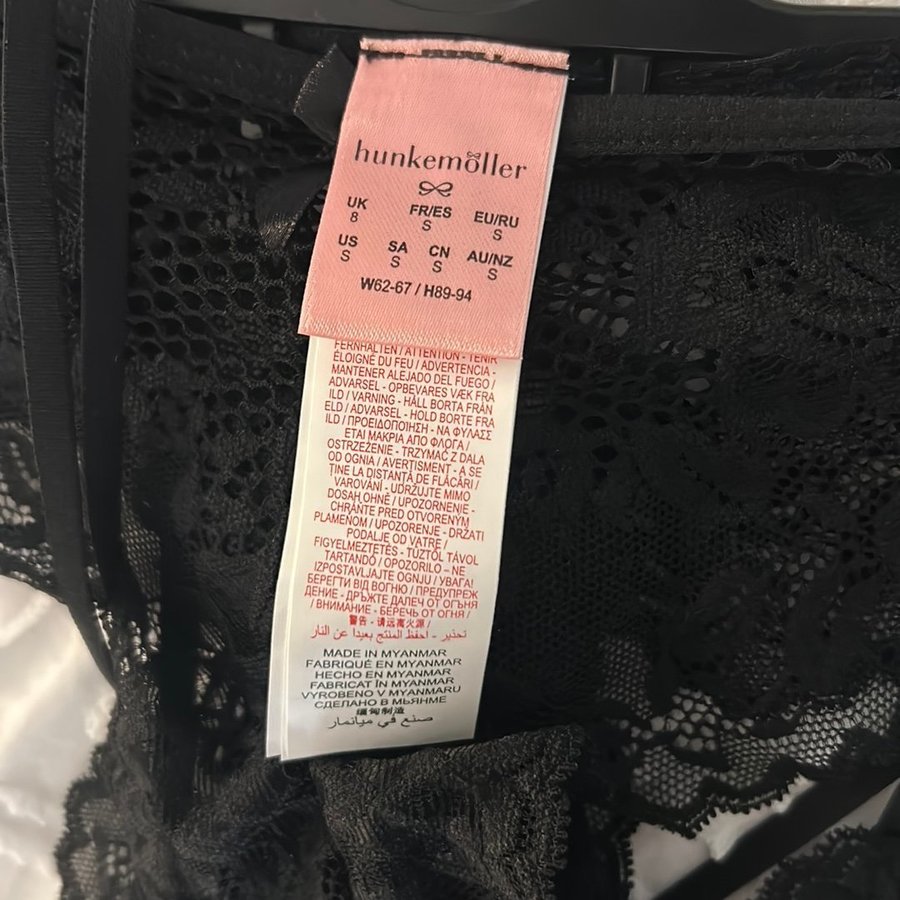 hunkemöller
UK FR/ES EU/RU
8 S S
US SA CN AU/NZ
S S S S
W62-67 / H89-94
FERNHALTEN / ATTENTION - TENIR
ÉLOIGNÉ DU FEU / ADVERTENCIA -
MANTENER ALEJADO DEL FUEGO /
ADVARSEL - OPBEVARES VÆK FRA
ILD / VARNING - HÅLL BORTA FRÅN
ELD / ADVARSEL - HOLD BORTE FRA
ILD / ΠΡΟΕΙΔΟΠΟΙΗΣΗ - ΝΑ ΦΥΛΑΣΣ
ΕΤΑΙ ΜΑΚΡΙΑ ΑΠΟ ΦΛΟΓΑ /
OSTRZEŻENIE - TRZYMAĆ Z DALA
OD OGNIA / AVERTISMENT - A SE
ȚINE LA DISTANȚĂ DE FLĂCĂRI /
VAROVÁNÍ - UDRŽUJTE MIMO
DOSAH OHNĚ / UPOZORNENIE -
CHRÁŇTE PRED OTVORENÝM
PLAMEŇOM / UPOZORENJE - DRŽATI
PODALJE OD VATRE /
FIGYELMEZTETÉS - TŰZTŐL TÁVOL
TARTANDÓ / OPOZORILO – NE
IZPOSTAVLJAJTE OGNJU / УВАГА!
БЕРЕГТИ ВІД ВОГНЮ / ПРЕДУПРЕЖ
ДЕНИЕ - ДРЪЖТЕ ДАЛЕЧ ОТ ОГЪНЯ
/ ВНИМАНИЕ - БЕРЕЧЬ ОТ ОГНЯ /
警告 - 请远离火源 /
تحذير - احفظ المنتج بعيدا عن النار
MADE IN MYANMAR
FABRIQUÉ EN MYANMAR
HECHO EN MYANMAR
FABRICAT ÎN MYANMAR
VYROBENO V MYANMARU
СДЕЛАНО В МЬЯНМЕ
缅甸制造
صنع في ميانمار